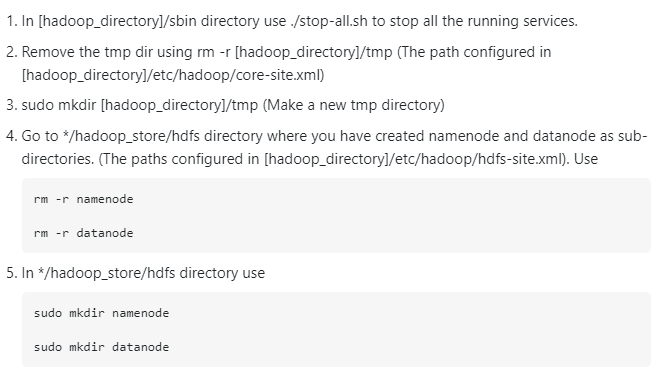 1. In [hadoop_directory]/sbin directory use ./stop-all.sh to stop all the running services.
2. Remove the tmp dir using rm -r [hadoop_directory]/tmp (The path configured in
[hadoop_directory]/etc/hadoop/core-site.xml)
3. sudo mkdir [hadoop_directory]/tmp (Make a new tmp directory)
4. Go to */hadoop_store/hdfs directory where you have created namenode and datanode as sub-
directories. (The paths configured in [hadoop_directory]/etc/hadoop/hdfs-site.xml). Use
rm -r namenode
rm -r datanode
5. In */hadoop_store/hdfs directory use
sudo mkdir namenode
sudo mkdir datanode